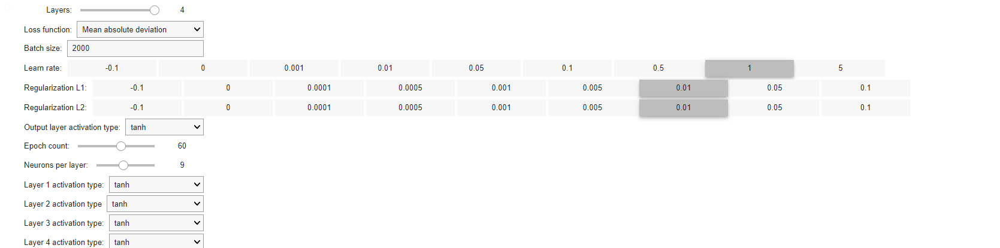 Layers: 4
Loss function: Mean absolute deviation
Batch size: 2000
Learn rate: -0.1 0 0.001 0.01 0.05 0.1 0.5 1 5
Regularization L1: -0.1 0 0.0001 0.0005 0.001 0.005 0.01 0.05 0.1
Regularization L2: -0.1 0 0.0001 0.0005 0.001 0.005 0.01 0.05 0.1
Output layer activation type: tanh
Epoch count: 60
Neurons per layer: 9
Layer 1 activation type: tanh
Layer 2 activation type tanh
Layer 3 activation type: tanh
Layer 4 activation type: tanh